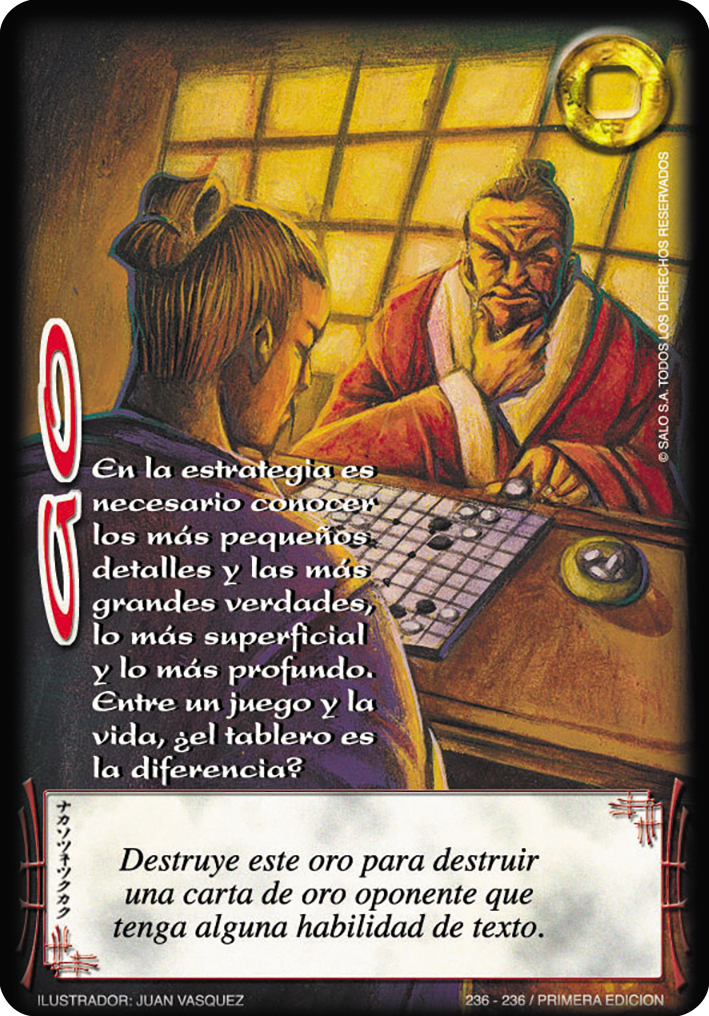 GO
© SALO S.A. TODOS LOS DERECHOS RESERVADOS
En la estrategia es
necesario conocer
los más pequeños
detalles y las más
grandes verdades,
lo más superficial
y lo más profundo.
Entre un juego y la
vida, ¿el tablero es
la diferencia?
ナカソツネツクカク
Destruye este oro para destruir
una carta de oro oponente que
tenga alguna habilidad de texto.
ILUSTRADOR: JUAN VASQUEZ
236 - 236 / PRIMERA EDICION